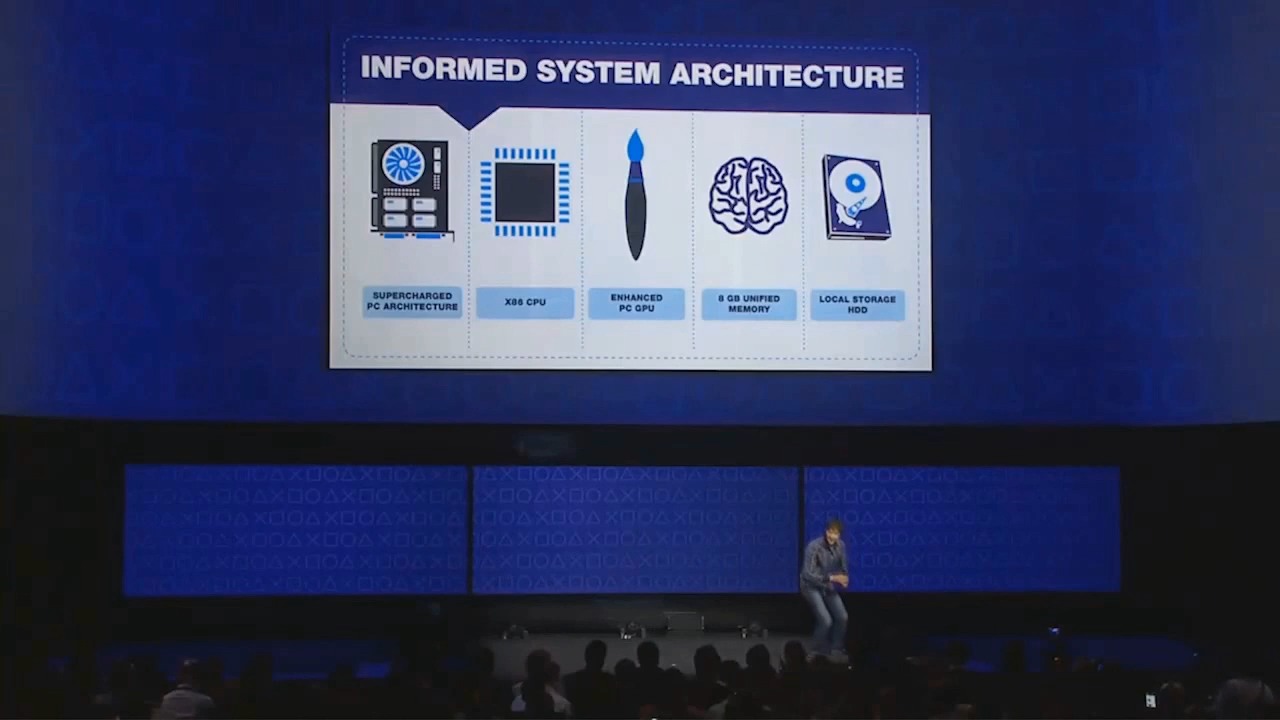 INFORMED SYSTEM ARCHITECTURE
SUPERCHARGED
PC ARCHITECTURE
X86 CPU
ENHANCED
PC GPU
8 GB UNIFIED
MEMORY
LOCAL STORAGE
HDD